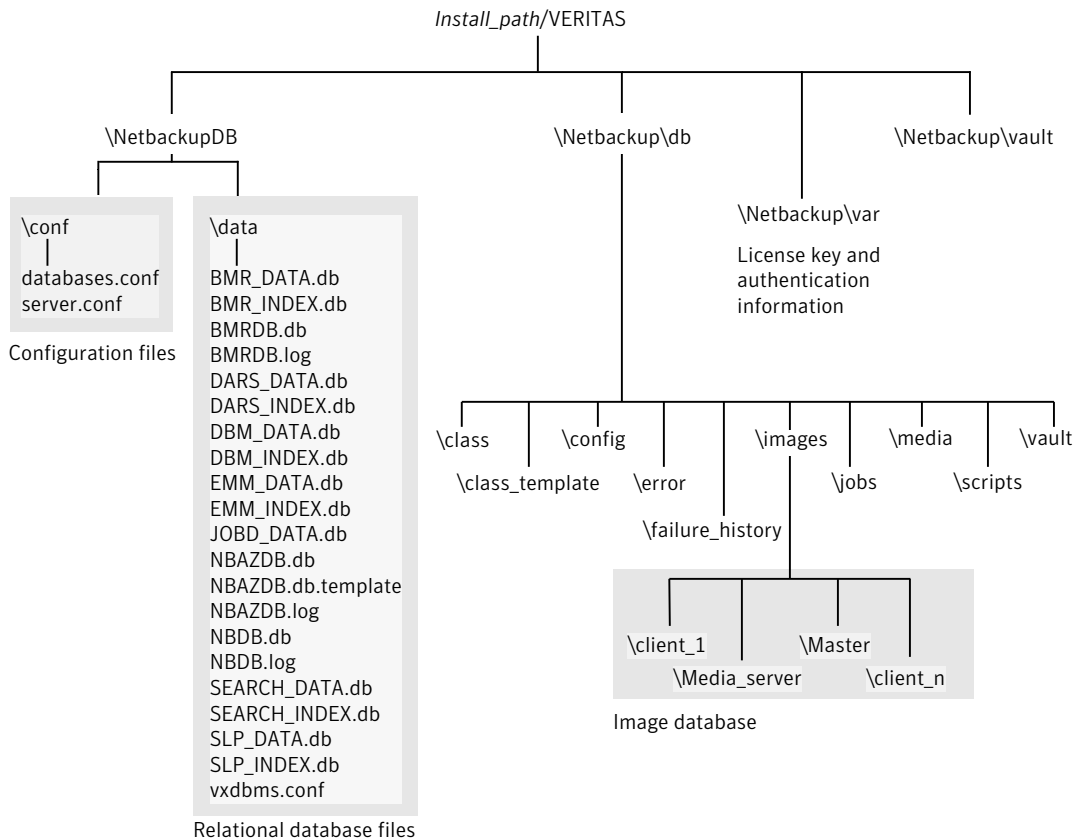 Install_path/VERITAS
\NetbackupDB
\Netbackup\db
\Netbackup\vault
\Netbackup\var
License key and
authentication
information
\conf
databases.conf
server.conf
Configuration files
\data
BMR_DATA.db
BMR_INDEX.db
BMRDB.db
BMRDB.log
DARS_DATA.db
DARS_INDEX.db
DBM_DATA.db
DBM_INDEX.db
EMM_DATA.db
EMM_INDEX.db
JOBD_DATA.db
NBAZDB.db
NBAZDB.db.template
NBAZDB.log
NBDB.db
NBDB.log
SEARCH_DATA.db
SEARCH_INDEX.db
SLP_DATA.db
SLP_INDEX.db
vxdbms.conf
Relational database files
\class
\config
\images
\media
\vault
\class_template
\error
\jobs
\scripts
\failure_history
\client_1
\Master
\Media_server
\client_n
Image database